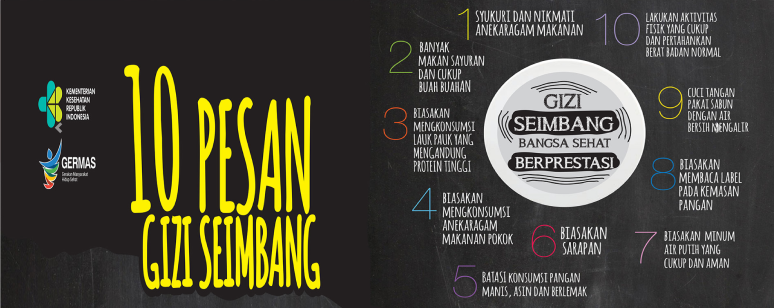 KEMENTERIAN
KESEHATAN
REPUBLIK
INDONESIA
GERMAS
Gerakan Masyarakat
Hidup Sehat
10 PESAN
GIZI SEIMBANG
1 SYUKURI DAN NIKMATI
ANEKARAGAM MAKANAN
2 BANYAK
MAKAN SAYURAN
DAN CUKUP
BUAH BUAHAN
3 BIASAKAN
MENGKONSUMSI
LAUK PAUK YANG
MENGANDUNG
PROTEIN TINGGI
4 BIASAKAN
MENGKONSUMSI
ANEKARAGAM
MAKANAN POKOK
5 BATASI KONSUMSI PANGAN
MANIS, ASIN DAN BERLEMAK
6 BIASAKAN
SARAPAN
7 BIASAKAN MINUM
AIR PUTIH YANG
CUKUP DAN AMAN
8 BIASAKAN
MEMBACA LABEL
PADA KEMASAN
PANGAN
9 CUCI TANGAN
PAKAI SABUN
DENGAN AIR
BERSIH MENGALIR
10 LAKUKAN AKTIVITAS
FISIK YANG CUKUP
DAN PERTAHANKAN
BERAT BADAN NORMAL
GIZI
SEIMBANG
BANGSA SEHAT
BERPRESTASI